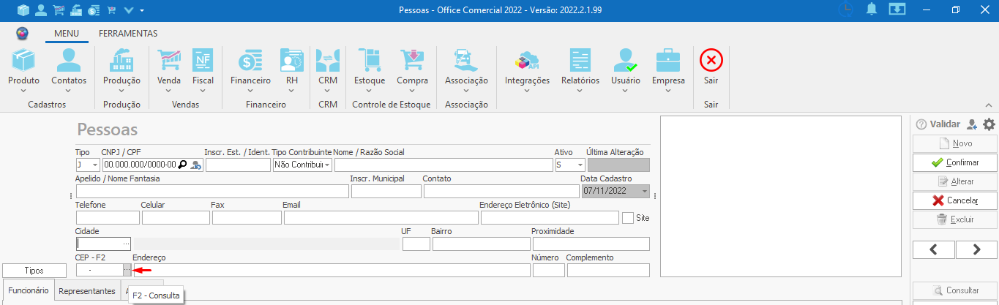 Pessoas - Office Comercial 2022 - Versão: 2022.2.1.99
MENU FERRAMENTAS
NF API
Produto Contatos Produção Venda Fiscal Financeiro RH CRM Estoque Compra Associação Integrações Relatórios Usuário Empresa Sair
Cadastros Produção Vendas Financeiro CRM Controle de Estoque Associação Sair
Pessoas
Validar
Tipo CNPJ / CPF Inscr. Est. / Ident. Tipo Contribuinte Nome / Razão Social Ativo Última Alteração
J 00.000.000/0000-00 Não Contribuir S
Apelido / Nome Fantasia Inscr. Municipal Contato Data Cadastro
07/11/2022
Telefone Celular Fax Email Endereço Eletrônico (Site)
Site
Cidade UF Bairro Proximidade
...
CEP - F2 Endereço Número Complemento
- ...
Tipos
Funcionário Representantes A
F2 - Consulta
Novo
Confirmar
Alterar
Cancelar
Excluir
Consultar